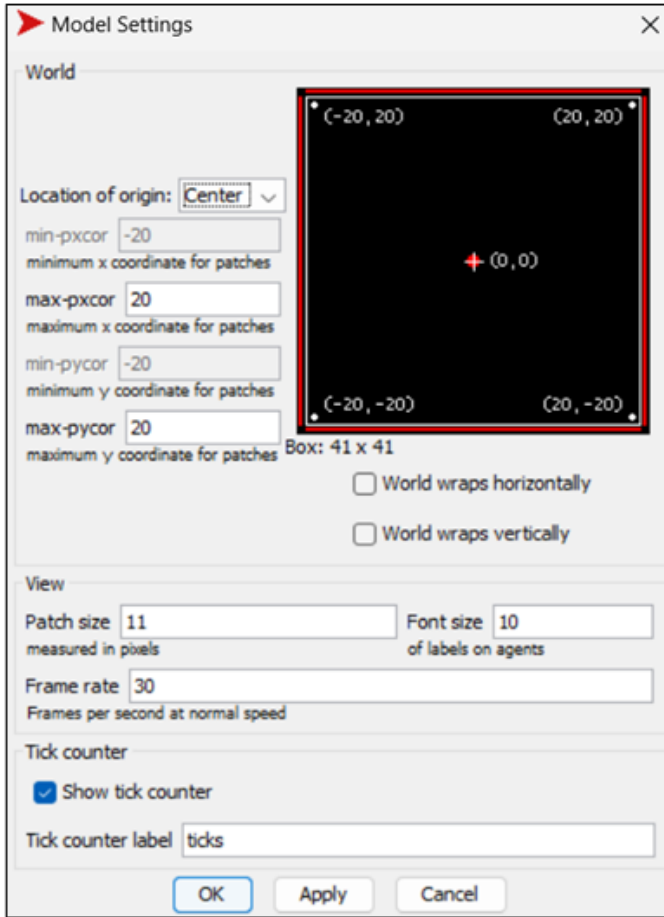 Model Settings
World
(-20,20) (20,20)
Location of origin: Center
(0,0)
min-pxcor -20
minimum x coordinate for patches
max-pxcor 20
maximum x coordinate for patches
min-pycor -20
minimum y coordinate for patches
max-pycor 20
maximum y coordinate for patches
(-20,-20) (20,-20)
Box: 41 x 41
World wraps horizontally
World wraps vertically
View
Patch size 11 Font size 10
measured in pixels of labels on agents
Frame rate 30
Frames per second at normal speed
Tick counter
Show tick counter
Tick counter label ticks
OK Apply Cancel